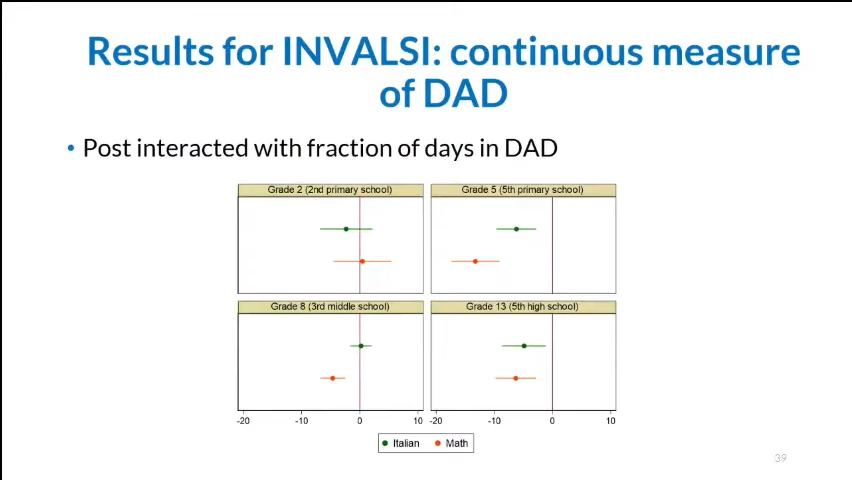 Results for INVALSI: continuous measure
of DAD
• Post interacted with fraction of days in DAD
Grade 2 (2nd primary school)
Grade 5 (5th primary school)
Grade 8 (3rd middle school)
Grade 13 (5th high school)
-20 -10 0 10 -20 -10 0 10
Italian Math
39